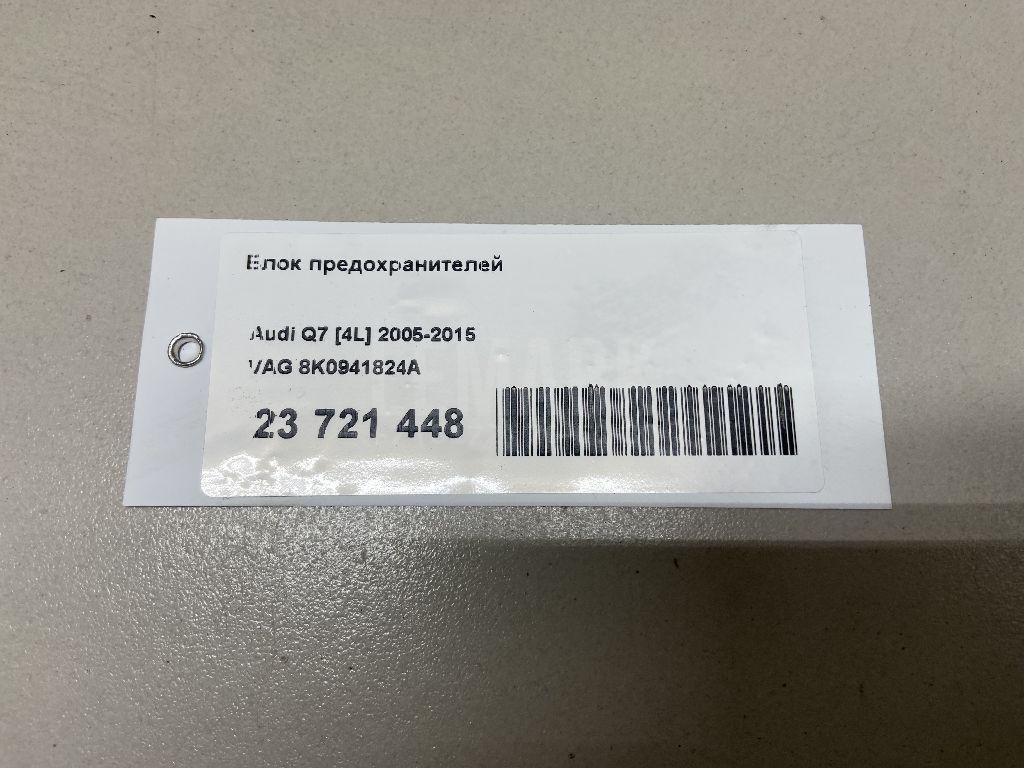 Блок предохранителей
Audi Q7 [4L] 2005-2015
VAG 8K0941824A
23 721 448